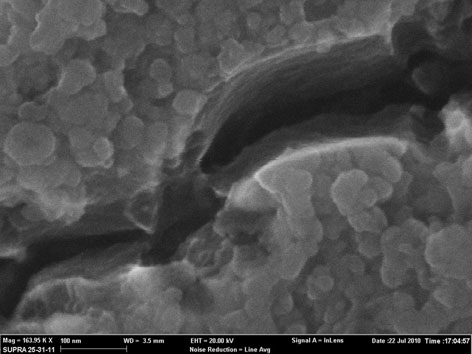 Mag = 163.95 K X 100 nm WD = 3.5 mm EHT = 20.00 kV Signal A = InLens Date :22 Jul 2010 Time :17:04:57
SUPRA 25-31-11 Noise Reduction = Line Avg